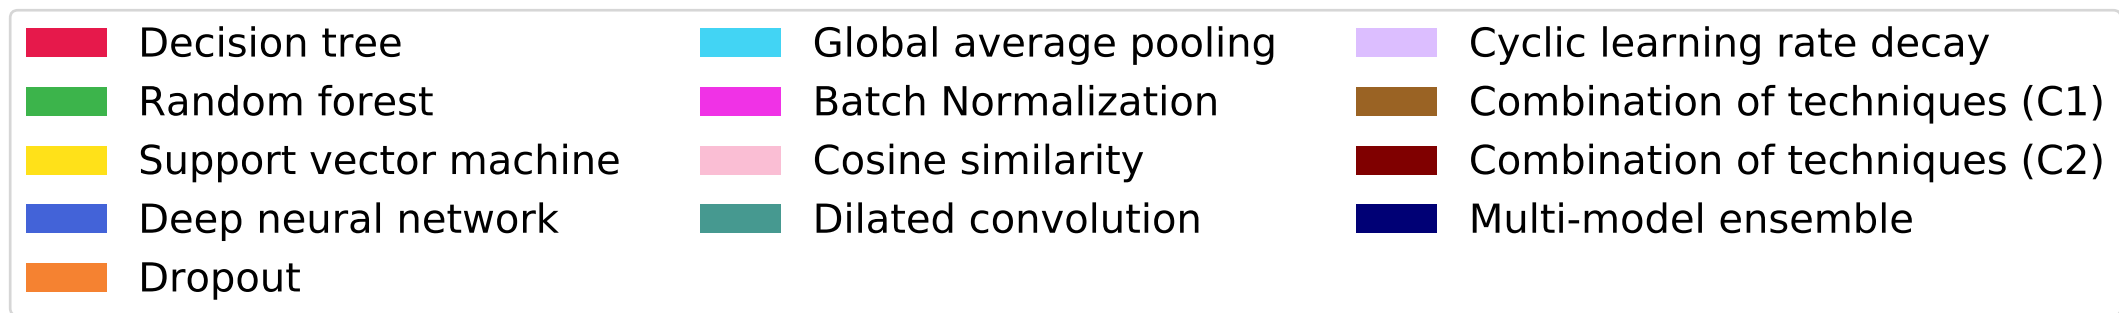 Decision tree
Random forest
Support vector machine
Deep neural network
Dropout
Global average pooling
Batch Normalization
Cosine similarity
Dilated convolution
Cyclic learning rate decay
Combination of techniques (C1)
Combination of techniques (C2)
Multi-model ensemble